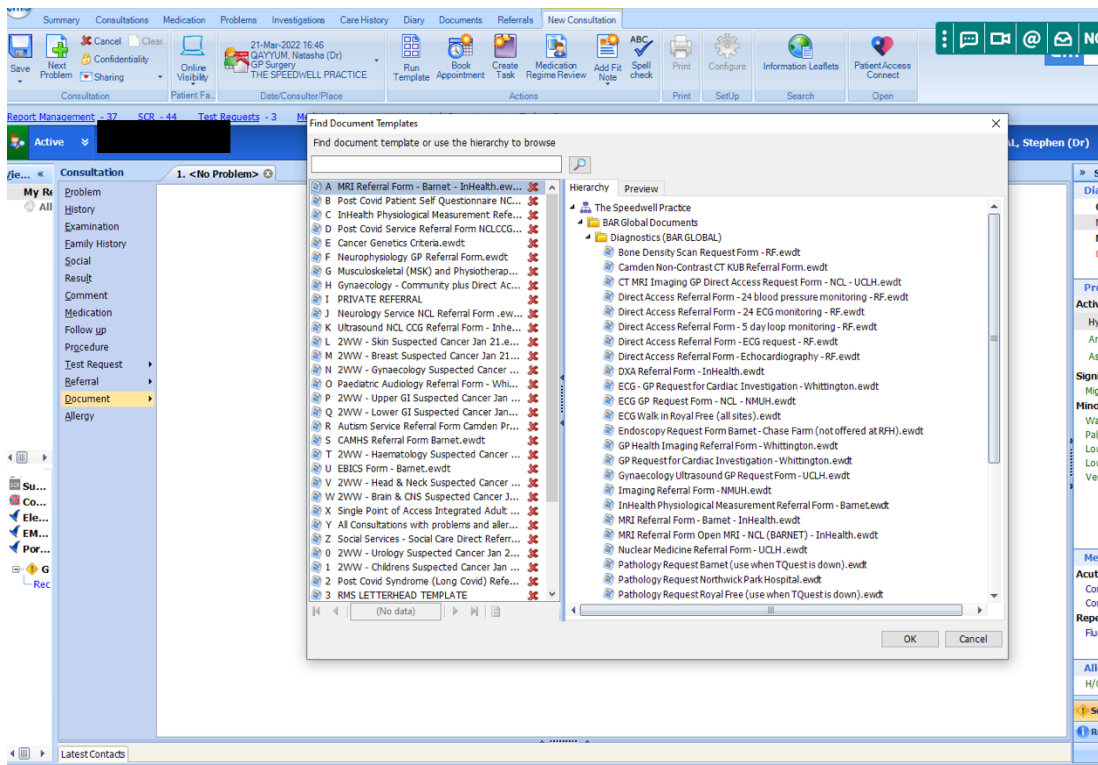 Summary Consultations Medication Problems Investigations Care History Diary Documents Referrals New Consultation
Save
Next Problem
Cancel Clear
Confidentiality
Sharing
Online Visibility
21-Mar-2022 16:46
QAYYUM, Natasha (Dr)
GP Surgery
THE SPEEDWELL PRACTICE
Run Template
Book Appointment
Create Task
Medication Regime Review
Add Fit Note
ABC
Spell check
Print
Configure
Information Leaflets
Patient Access Connect
Consultation Patient Fa... Date/Consulter/Place Actions Print SetUp Search Open
Report Management - 37 SCR - 44 Test Requests - 3
Active
AL, Stephen (Dr)
Consultation
1. <No Problem>
My Re
All
Problem
History
Examination
Family History
Social
Result
Comment
Medication
Follow up
Procedure
Test Request
Referral
Document
Allergy
Su...
Co...
Ele...
EM...
Por...
G
Rec
Latest Contacts
Find Document Templates
Find document template or use the hierarchy to browse
A MRI Referral Form - Barnet - InHealth.ew...
B Post Covid Patient Self Questionnaire NC...
C InHealth Physiological Measurement Refe...
D Post Covid Service Referral Form NCLCCG...
E Cancer Genetics Criteria.ewdt
F Neurophysiology GP Referral Form.ewdt
G Musculoskeletal (MSK) and Physiotherap...
H Gynaecology - Community plus Direct Ac...
I PRIVATE REFERRAL
J Neurology Service NCL Referral Form .ew...
K Ultrasound NCL CCG Referral Form - Inhe...
L 2WW - Skin Suspected Cancer Jan 21.e...
M 2WW - Breast Suspected Cancer Jan 21...
N 2WW - Gynaecology Suspected Cancer ...
O Paediatric Audiology Referral Form - Whi...
P 2WW - Upper GI Suspected Cancer Jan ...
Q 2WW - Lower GI Suspected Cancer Jan...
R Autism Service Referral Form Camden Pr...
S CAMHS Referral Form Barnet.ewdt
T 2WW - Haematology Suspected Cancer ...
U EBICS Form - Barnet.ewdt
V 2WW - Head & Neck Suspected Cancer ...
W 2WW - Brain & CNS Suspected Cancer J...
X Single Point of Access Integrated Adult ...
Y All Consultations with problems and aller...
Z Social Services - Social Care Direct Referr...
0 2WW - Urology Suspected Cancer Jan 2...
1 2WW - Childrens Suspected Cancer Jan ...
2 Post Covid Syndrome (Long Covid) Refe...
3 RMS LETTERHEAD TEMPLATE
(No data)
Hierarchy Preview
The Speedwell Practice
BAR Global Documents
Diagnostics (BAR GLOBAL)
Bone Density Scan Request Form - RF.ewdt
Camden Non-Contrast CT KUB Referral Form.ewdt
CT MRI Imaging GP Direct Access Request Form - NCL - UCLH.ewdt
Direct Access Referral Form - 24 blood pressure monitoring - RF.ewdt
Direct Access Referral Form - 24 ECG monitoring - RF.ewdt
Direct Access Referral Form - 5 day loop monitoring - RF.ewdt
Direct Access Referral Form - ECG request - RF.ewdt
Direct Access Referral Form - Echocardiography - RF.ewdt
DXA Referral Form - InHealth.ewdt
ECG - GP Request for Cardiac Investigation - Whittington.ewdt
ECG GP Request Form - NCL - NMUH.ewdt
ECG Walk in Royal Free (all sites).ewdt
Endoscopy Request Form Barnet - Chase Farm (not offered at RFH).ewdt
GP Health Imaging Referral Form - Whittington.ewdt
GP Request for Cardiac Investigation - Whittington.ewdt
Gynaecology Ultrasound GP Request Form - UCLH.ewdt
Imaging Referral Form - NMUH.ewdt
InHealth Physiological Measurement Referral Form - Barnet.ewdt
MRI Referral Form - Barnet - InHealth.ewdt
MRI Referral Form Open MRI - NCL (BARNET) - InHealth.ewdt
Nuclear Medicine Referral Form - UCLH .ewdt
Pathology Request Barnet (use when TQuest is down).ewdt
Pathology Request Northwick Park Hospital.ewdt
Pathology Request Royal Free (use when TQuest is down).ewdt
OK Cancel